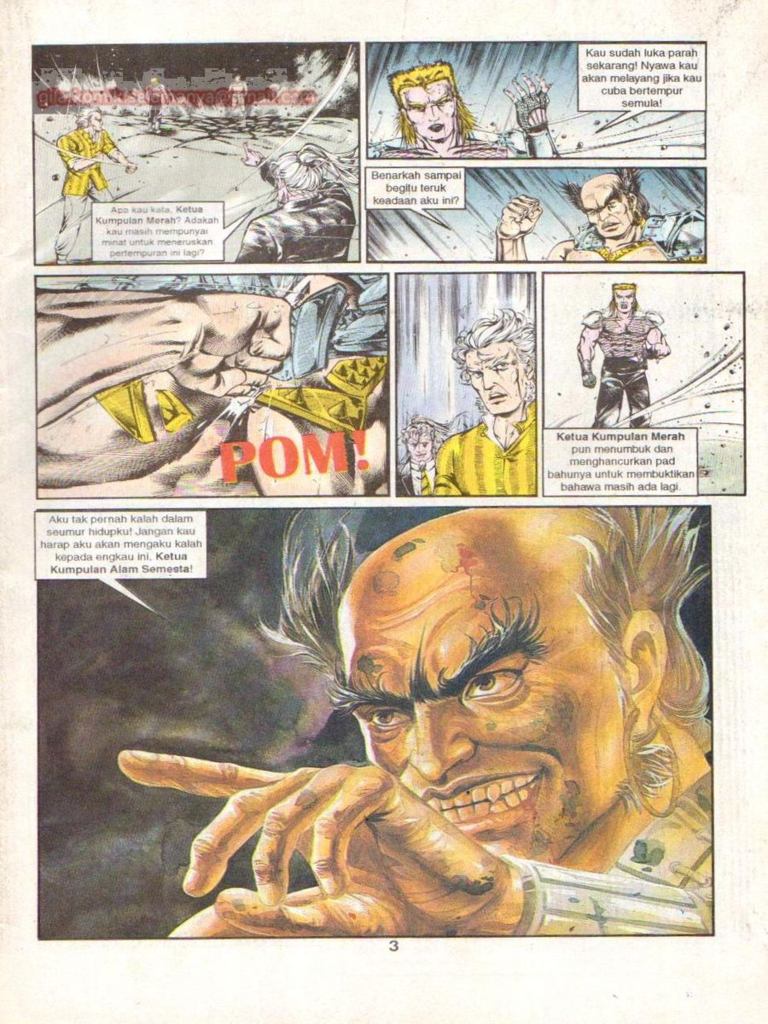 Apa kau kata, Ketua
Kumpulan Merah? Adakah
kau masih mempunyai
minat untuk meneruskan
pertempuran ini lagi?
Kau sudah luka parah
sekarang! Nyawa kau
akan melayang jika kau
cuba bertempur
semula!
Benarkah sampai
begitu teruk
keadaan aku ini?
POM!
Ketua Kumpulan Merah
pun menumbuk dan
menghancurkan pad
bahunya untuk membuktikan
bahawa masih ada lagi.
Aku tak pernah kalah dalam
seumur hidupku! Jangan kau
harap aku akan mengaku kalah
kepada engkau ini, Ketua
Kumpulan Alam Semesta!
3